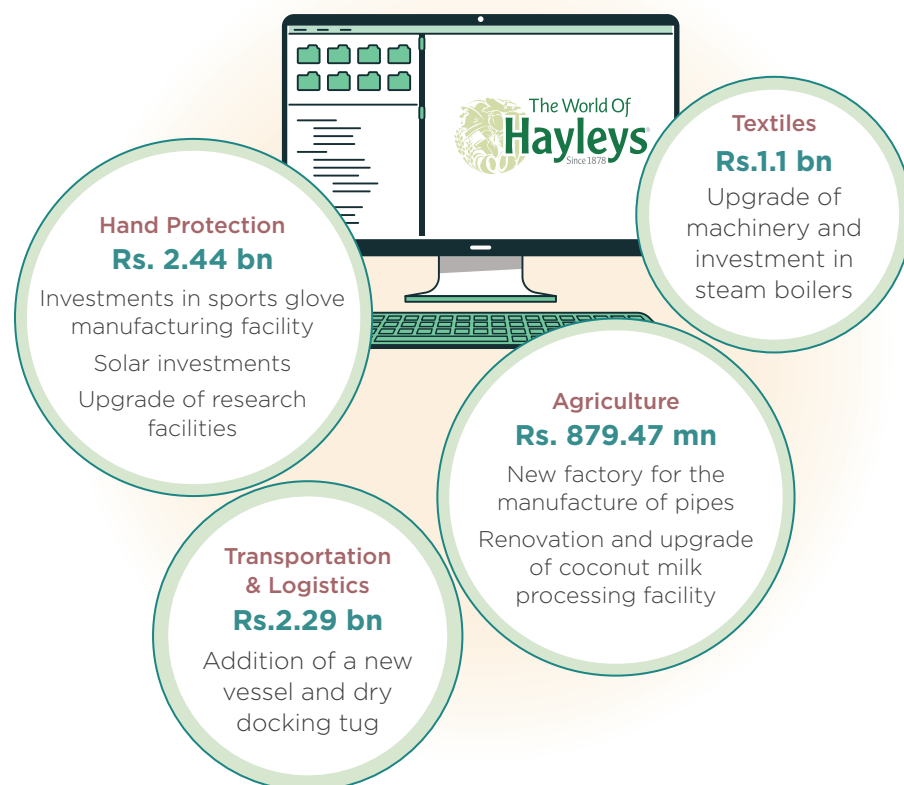 The World Of
Hayleys
Since 1878
Textiles
Rs.1.1 bn
Upgrade of
machinery and
investment in
steam boilers
Hand Protection
Rs. 2.44 bn
Investments in sports glove
manufacturing facility
Solar investments
Upgrade of research
facilities
Agriculture
Rs. 879.47 mn
New factory for the
manufacture of pipes
Renovation and upgrade
of coconut milk
processing facility
Transportation
& Logistics
Rs.2.29 bn
Addition of a new
vessel and dry
docking tug